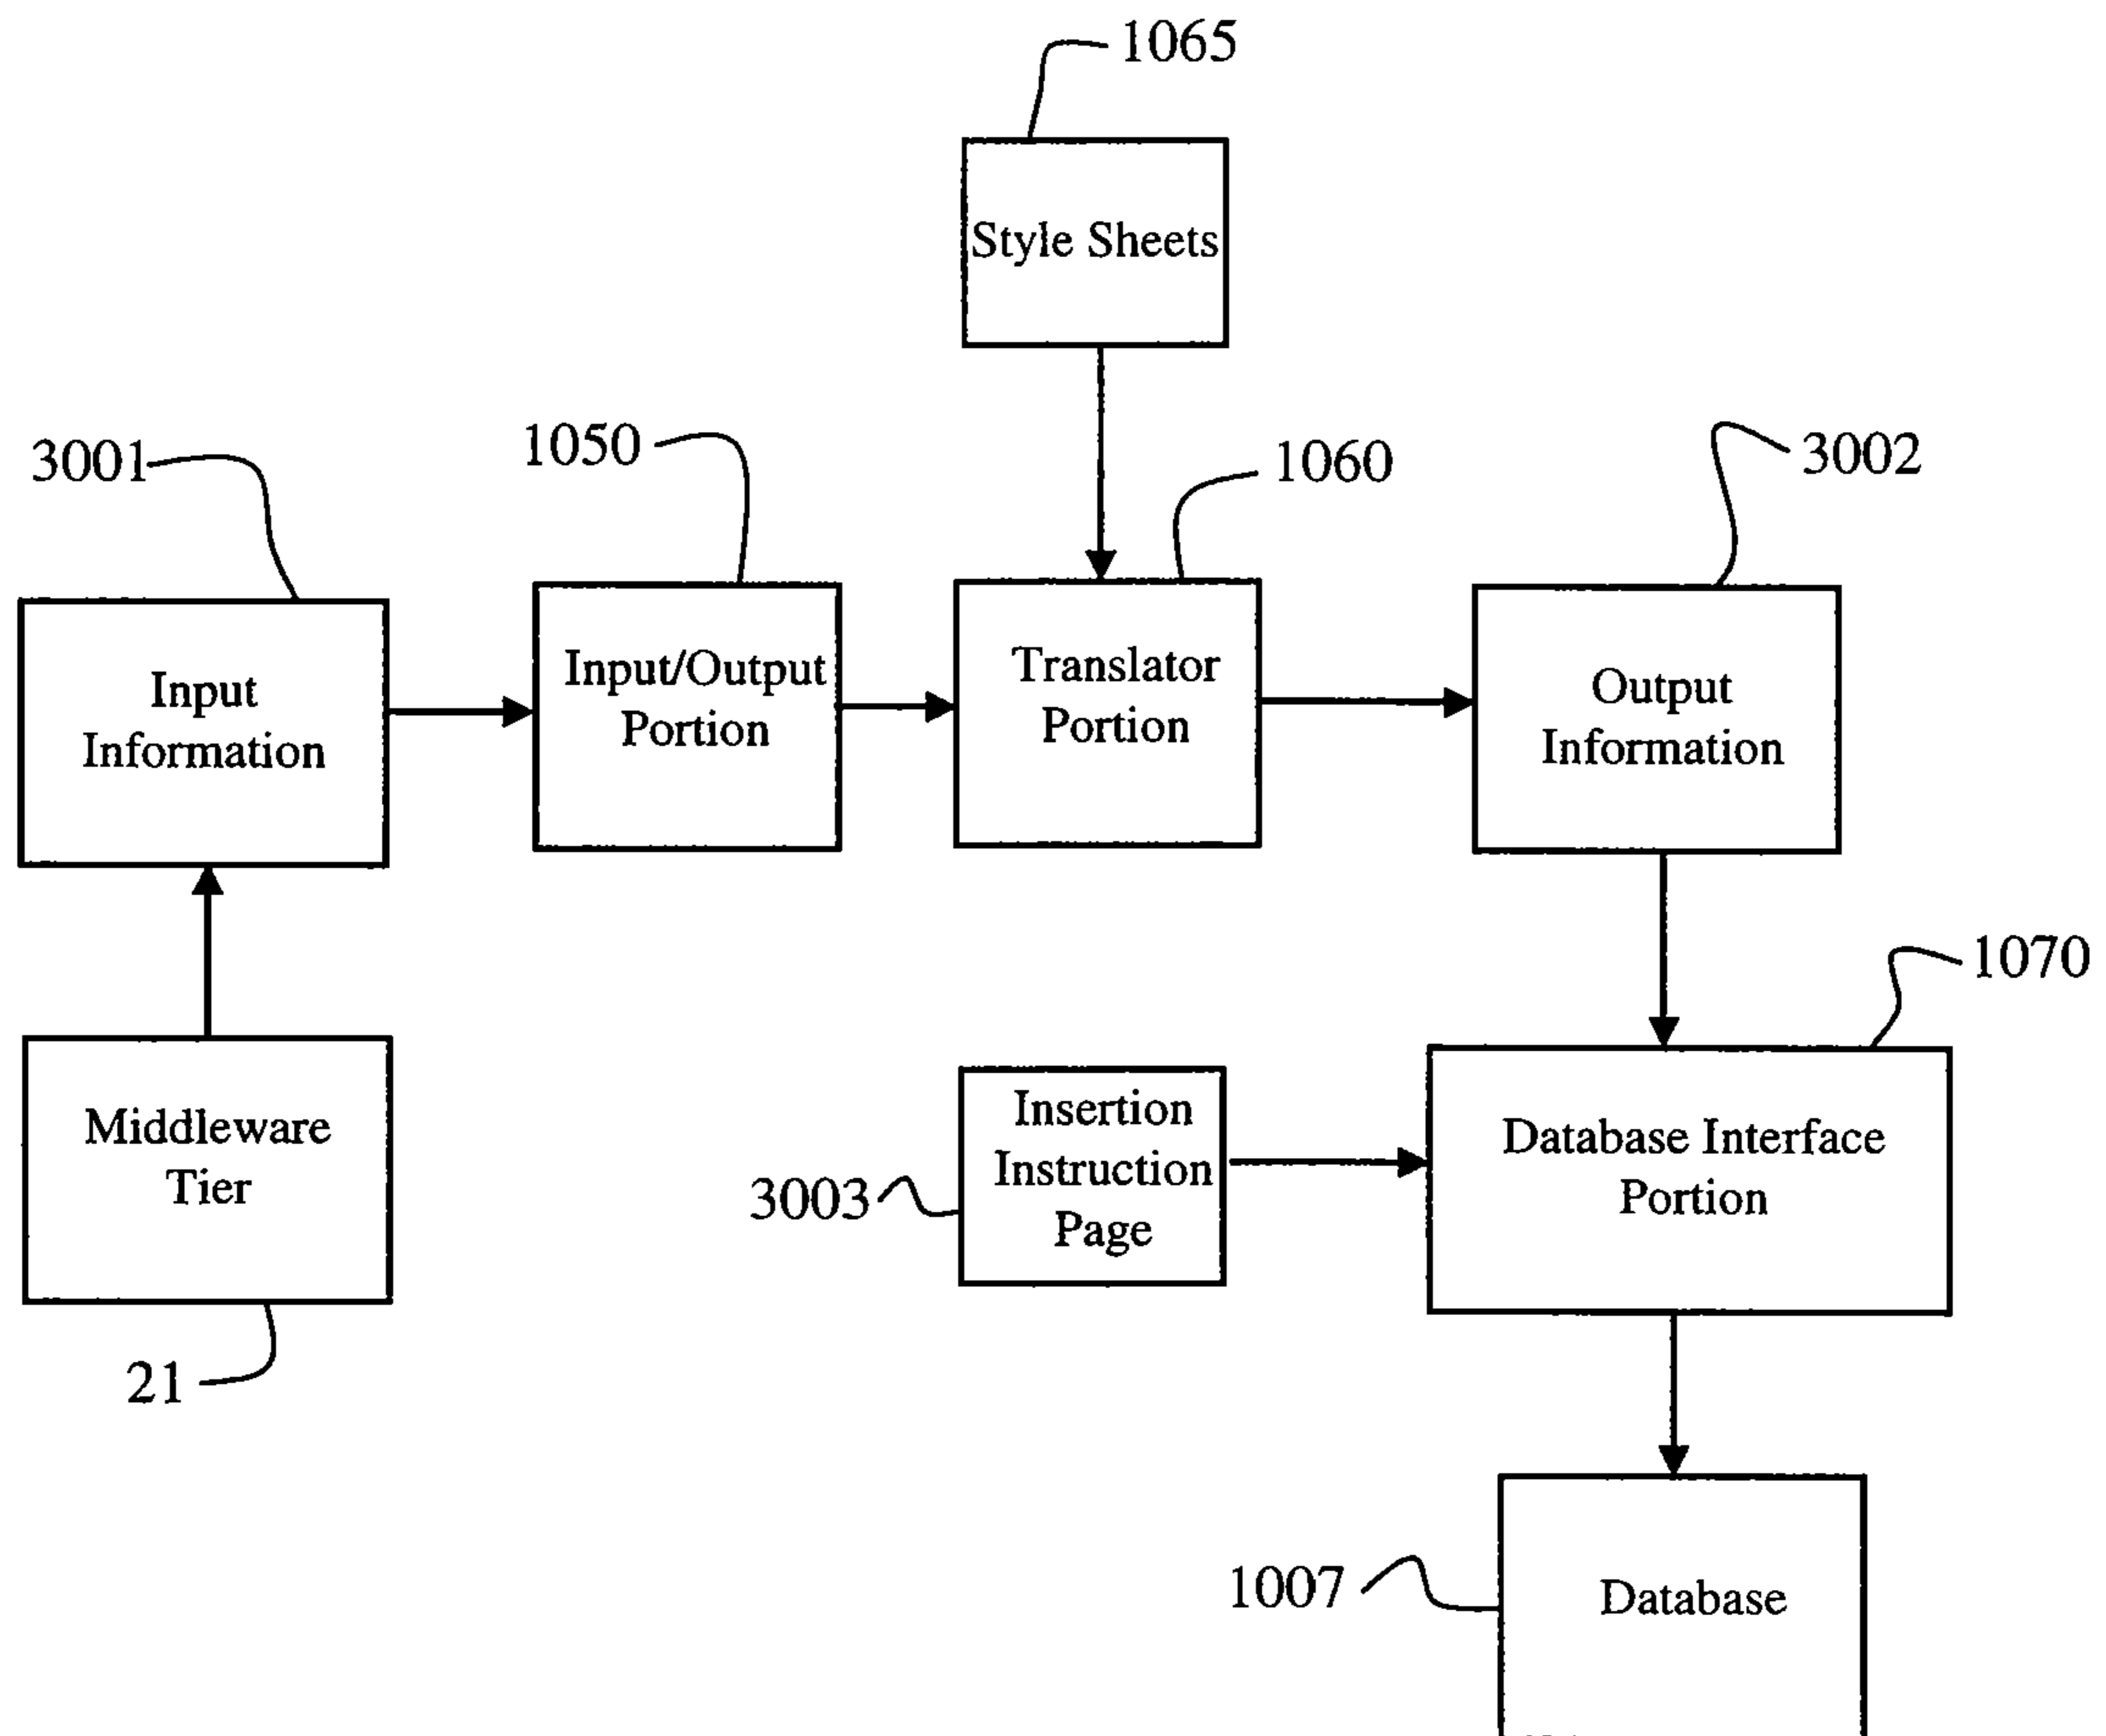 1065
Style Sheets
3001
1050
1060
3002
Input
Information
Input/Output
Portion
Translator
Portion
Output
Information
1070
Middleware
Tier
Insertion
Instruction
Page
3003
Database Interface
Portion
21
1007
Database